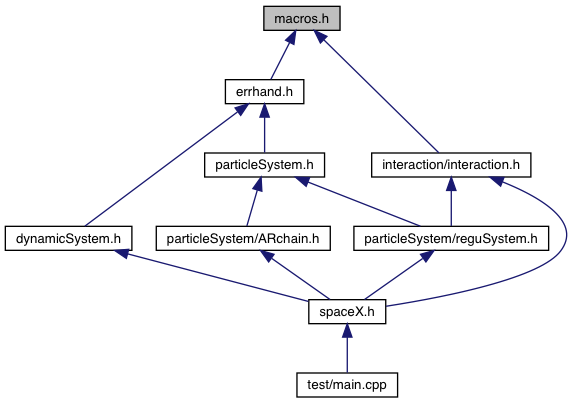 macros.h
errhand.h
particleSystem.h
interaction/interaction.h
dynamicSystem.h
particleSystem/ARchain.h
particleSystem/reguSystem.h
spaceX.h
test/main.cpp